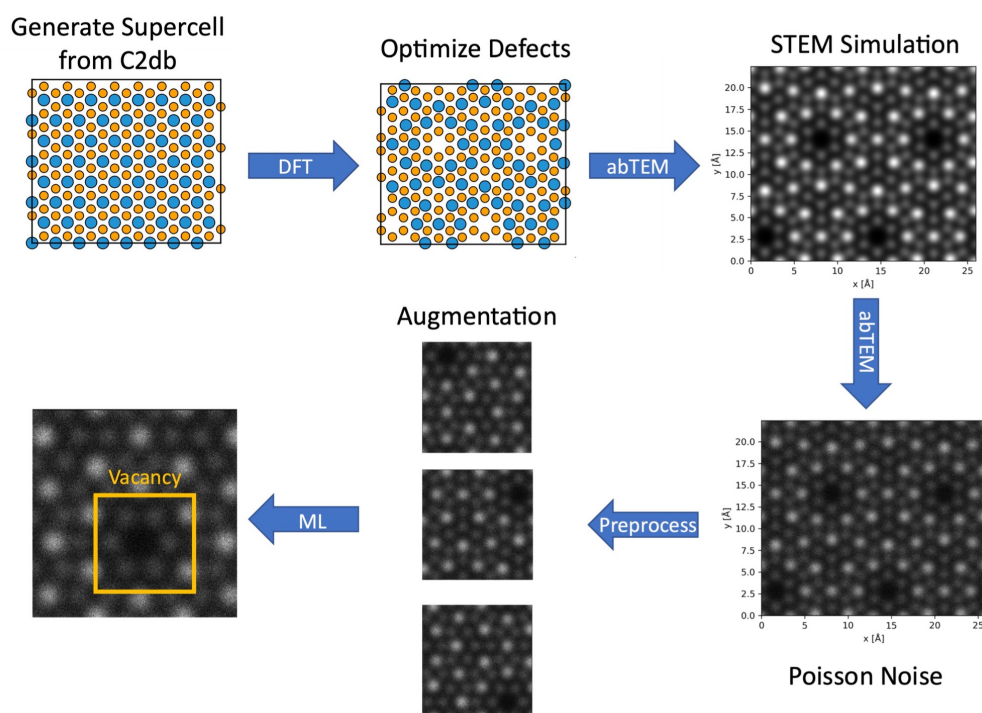 Generate Supercell
from C2db
Optimize Defects
STEM Simulation
DFT
abTEM
20.0
17.5
15.0
12.5
10.0
7.5
5.0
2.5
0.0
y [Å]
0
5
10
15
20
25
x [Å]
abTEM
Augmentation
Vacancy
ML
Preprocess
20.0
17.5
15.0
12.5
10.0
7.5
5.0
2.5
0.0
y [Å]
0
5
10
15
20
25
x [Å]
Poisson Noise